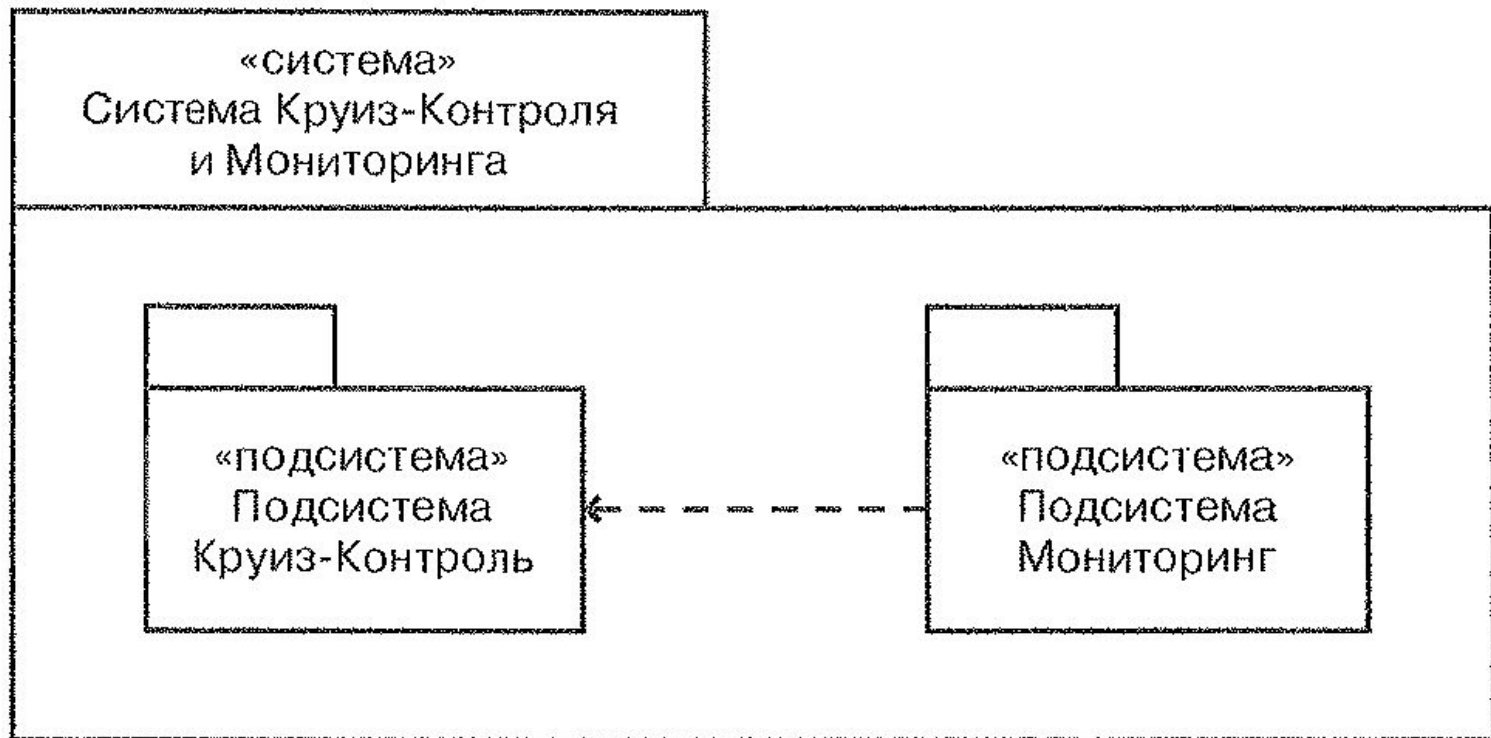 «система»
Система Круиз-Контроля
и Мониторинга
«подсистема»
Подсистема
Круиз-Контроль
«подсистема»
Подсистема
Мониторинг